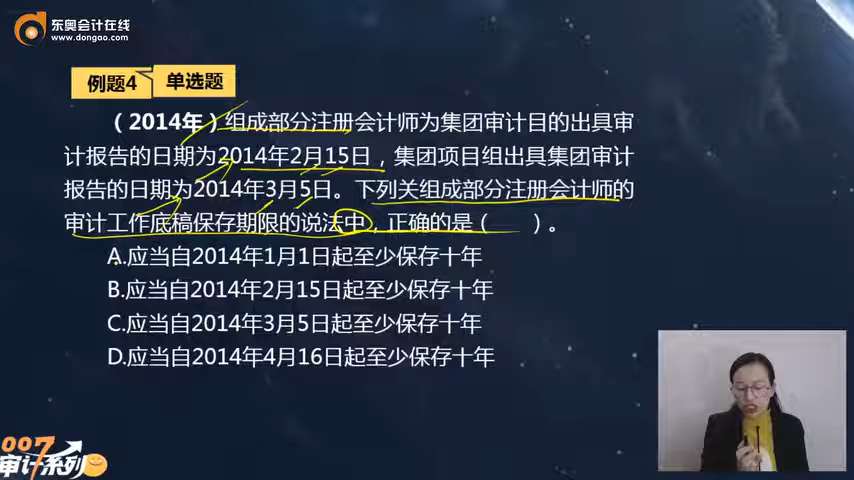 东奥会计在线
www.dongao.com
例题4 单选题
（2014年）组成部分注册会计师为集团审计目的出具审
计报告的日期为2014年2月15日，集团项目组出具集团审计
报告的日期为2014年3月5日。下列关组成部分注册会计师的
审计工作底稿保存期限的说法中，正确的是（　　）。
A.应当自2014年1月1日起至少保存十年
B.应当自2014年2月15日起至少保存十年
C.应当自2014年3月5日起至少保存十年
D.应当自2014年4月16日起至少保存十年
007
审计系列